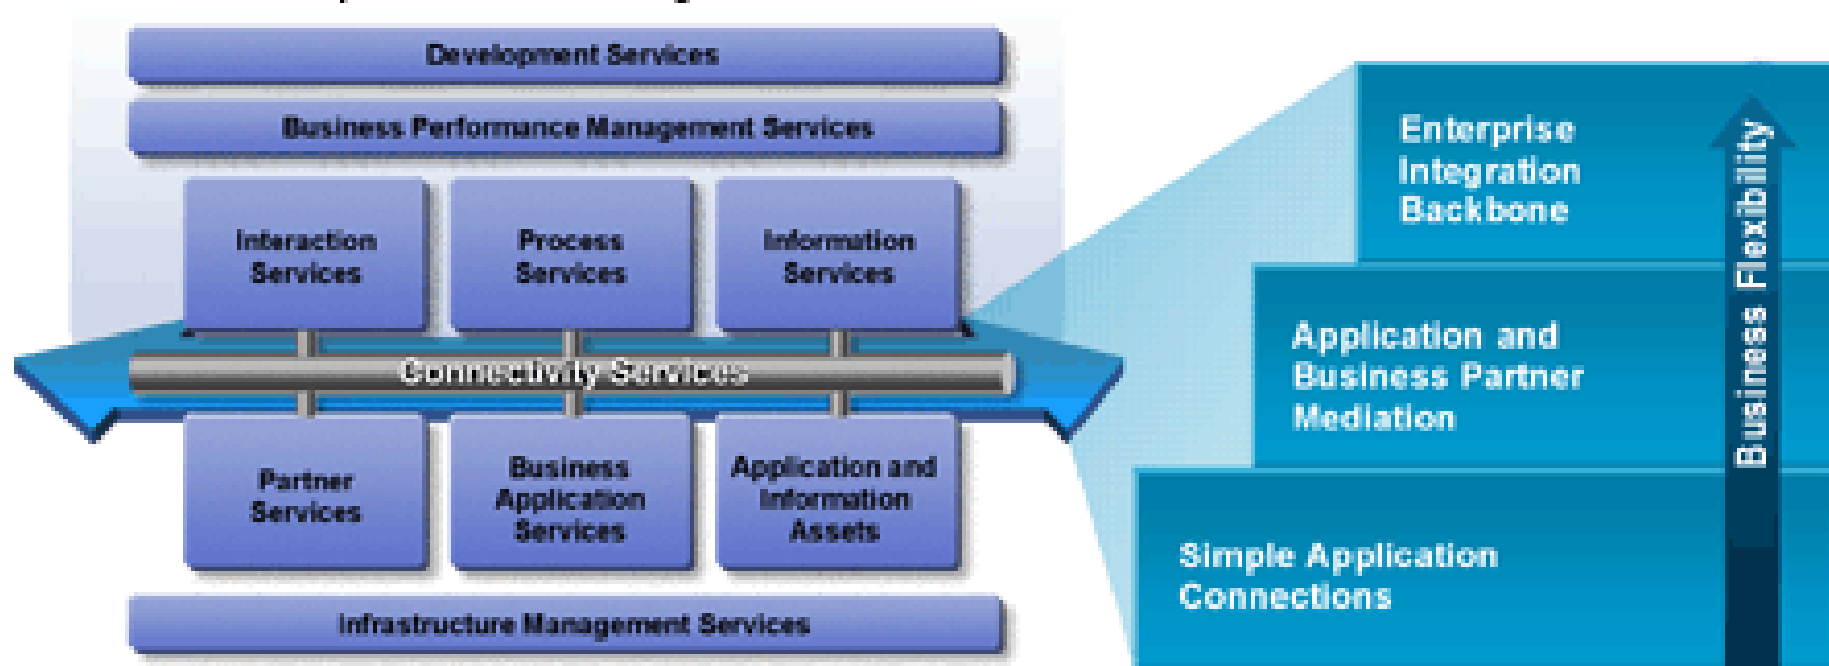 Development Services
Business Performance Management Services
Interaction
Services
Process
Services
Information
Services
Connectivity Services
Partner
Services
Business
Application
Services
Application and
Information
Assets
Infrastructure Management Services
Enterprise
Integration
Backbone
Application and
Business Partner
Mediation
Simple Application
Connections
Business Flexibility